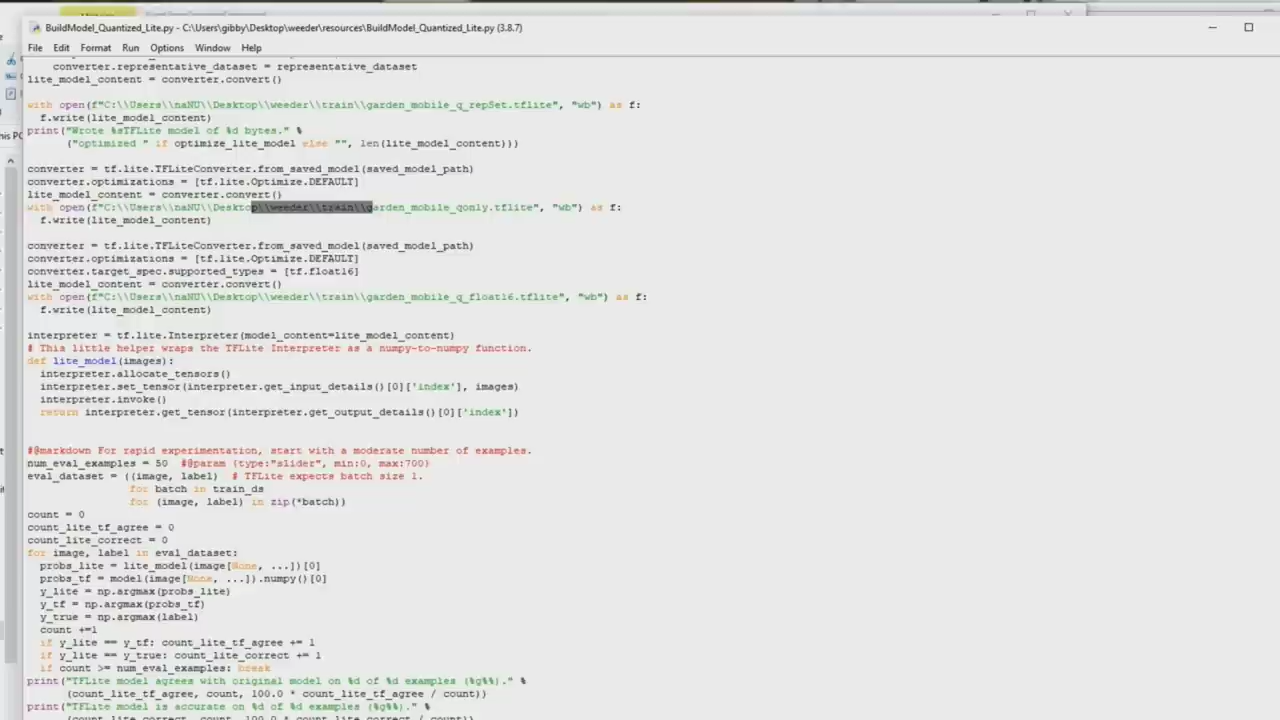 BuildModel_Quantized_Lite.py - C:\Users\gibby\Desktop\weeder\resources\BuildModel_Quantized_Lite.py (3.8.7)
File Edit Format Run Options Window Help
converter.representative_dataset = representative_dataset
lite_model_content = converter.convert()
with open(f"C:\\Users\\naNU\\Desktop\\weeder\\train\\garden_mobile_q_repSet.tflite", "wb") as f:
f.write(lite_model_content)
print("Wrote %sTFLite model of %d bytes." %
("optimized " if optimize_lite_model else "", len(lite_model_content)))
converter = tf.lite.TFLiteConverter.from_saved_model(saved_model_path)
converter.optimizations = [tf.lite.Optimize.DEFAULT]
lite_model_content = converter.convert()
with open(f"C:\\Users\\naNU\\Desktop\\weeder\\train\\garden_mobile_qonly.tflite", "wb") as f:
f.write(lite_model_content)
converter = tf.lite.TFLiteConverter.from_saved_model(saved_model_path)
converter.optimizations = [tf.lite.Optimize.DEFAULT]
converter.target_spec.supported_types = [tf.float16]
lite_model_content = converter.convert()
with open(f"C:\\Users\\naNU\\Desktop\\weeder\\train\\garden_mobile_q_float16.tflite", "wb") as f:
f.write(lite_model_content)
interpreter = tf.lite.Interpreter(model_content=lite_model_content)
# This little helper wraps the TFLite Interpreter as a numpy-to-numpy function.
def lite_model(images):
interpreter.allocate_tensors()
interpreter.set_tensor(interpreter.get_input_details()[0]['index'], images)
interpreter.invoke()
return interpreter.get_tensor(interpreter.get_output_details()[0]['index'])
#@markdown For rapid experimentation, start with a moderate number of examples.
num_eval_examples = 50 #@param {type:"slider", min:0, max:700}
eval_dataset = ((image, label) # TFLite expects batch size 1.
for batch in train_ds
for (image, label) in zip(*batch))
count = 0
count_lite_tf_agree = 0
count_lite_correct = 0
for image, label in eval_dataset:
probs_lite = lite_model(image[None, ...])[0]
probs_tf = model(image[None, ...]).numpy()[0]
y_lite = np.argmax(probs_lite)
y_tf = np.argmax(probs_tf)
y_true = np.argmax(label)
count +=1
if y_lite == y_tf: count_lite_tf_agree += 1
if y_lite == y_true: count_lite_correct += 1
if count >= num_eval_examples: break
print("TFLite model agrees with original model on %d of %d examples (%g%%)." %
(count_lite_tf_agree, count, 100.0 * count_lite_tf_agree / count))
print("TFLite model is accurate on %d of %d examples (%g%%)." %
(count_lite_correct, count, 100.0 * count_lite_correct / count))